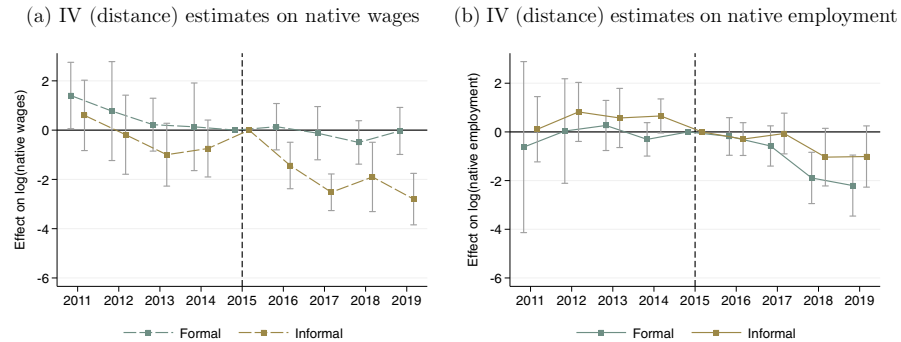 (a) IV (distance) estimates on native wages
Effect on log(native wages)
2
0
-2
-4
-6
2011 2012 2013 2014 2015 2016 2017 2018 2019
Formal Informal
(b) IV (distance) estimates on native employment
Effect on log(native employment)
2
0
-2
-4
-6
2011 2012 2013 2014 2015 2016 2017 2018 2019
Formal Informal